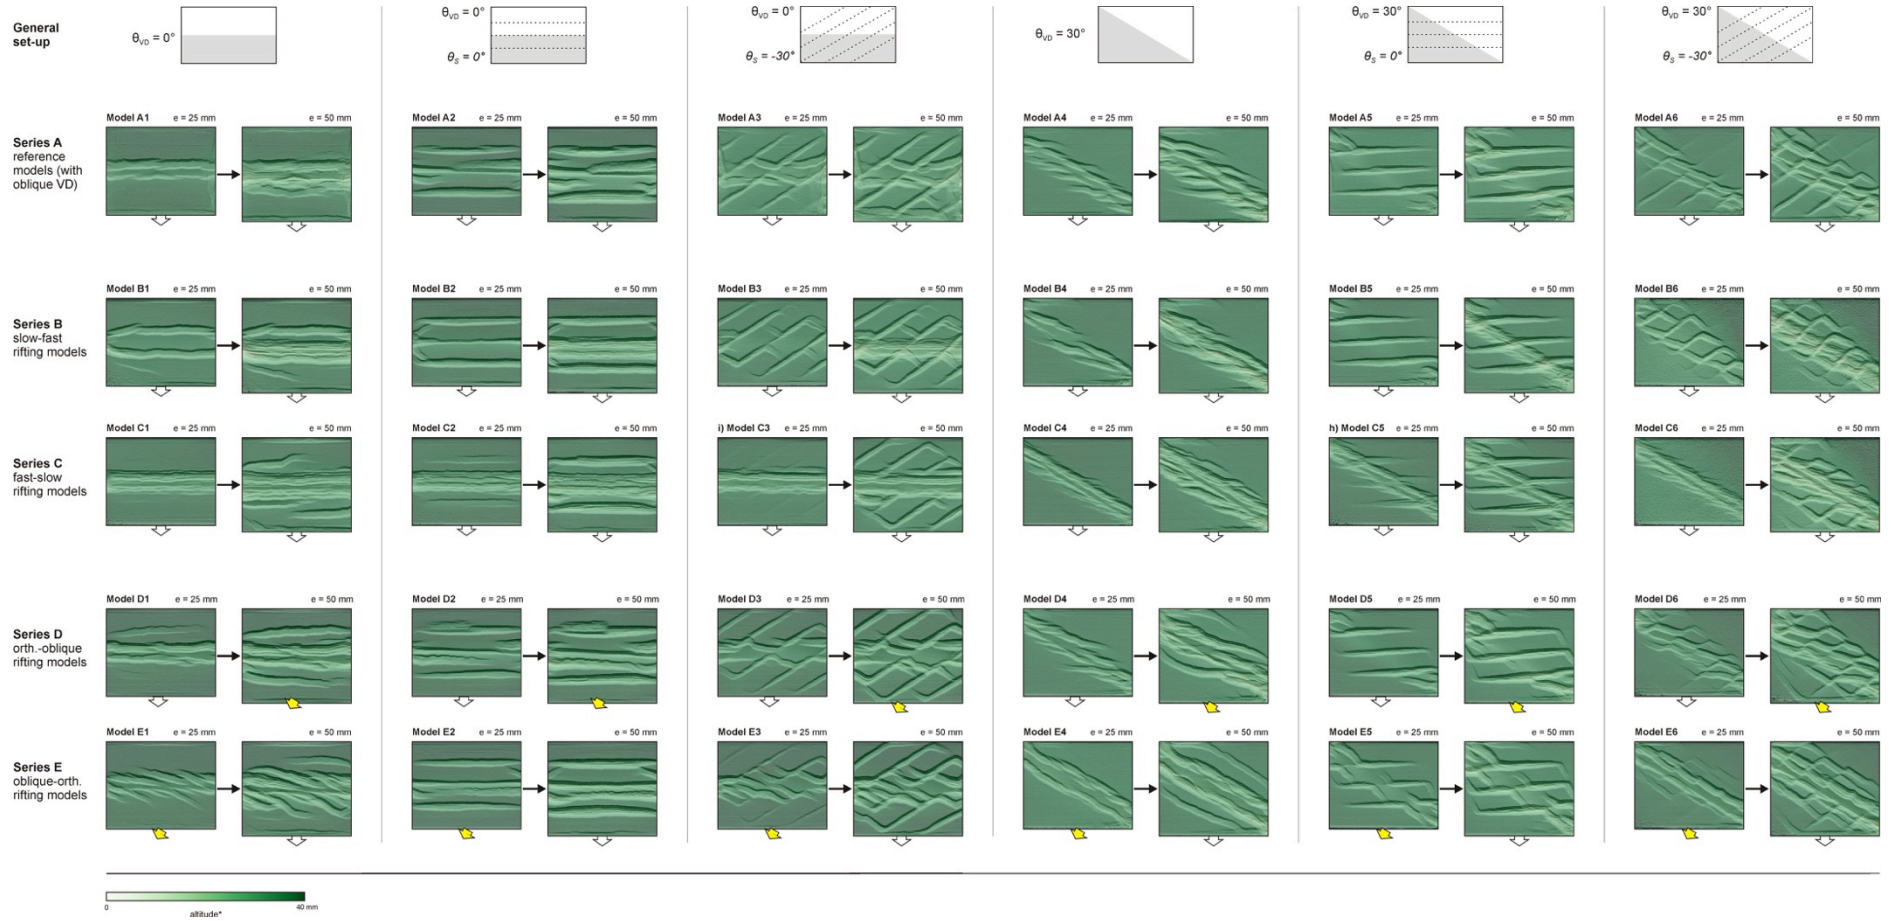 General
set-up
θVD = 0°
θVD = 0°
θS = 0°
θVD = 0°
θS = -30°
θVD = 30°
θVD = 30°
θS = 0°
θVD = 30°
θS = -30°
Series A
reference
models (with
oblique VD)
Model A1 e = 25 mm e = 50 mm
Model A2 e = 25 mm e = 50 mm
Model A3 e = 25 mm e = 50 mm
Model A4 e = 25 mm e = 50 mm
Model A5 e = 25 mm e = 50 mm
Model A6 e = 25 mm e = 50 mm
Series B
slow-fast
rifting models
Model B1 e = 25 mm e = 50 mm
Model B2 e = 25 mm e = 50 mm
Model B3 e = 25 mm e = 50 mm
Model B4 e = 25 mm e = 50 mm
Model B5 e = 25 mm e = 50 mm
Model B6 e = 25 mm e = 50 mm
Series C
fast-slow
rifting models
Model C1 e = 25 mm e = 50 mm
Model C2 e = 25 mm e = 50 mm
i) Model C3 e = 25 mm e = 50 mm
Model C4 e = 25 mm e = 50 mm
h) Model C5 e = 25 mm e = 50 mm
Model C6 e = 25 mm e = 50 mm
Series D
orth.-oblique
rifting models
Model D1 e = 25 mm e = 50 mm
Model D2 e = 25 mm e = 50 mm
Model D3 e = 25 mm e = 50 mm
Model D4 e = 25 mm e = 50 mm
Model D5 e = 25 mm e = 50 mm
Model D6 e = 25 mm e = 50 mm
Series E
oblique-orth.
rifting models
Model E1 e = 25 mm e = 50 mm
Model E2 e = 25 mm e = 50 mm
Model E3 e = 25 mm e = 50 mm
Model E4 e = 25 mm e = 50 mm
Model E5 e = 25 mm e = 50 mm
Model E6 e = 25 mm e = 50 mm
0 40 mm
altitude*